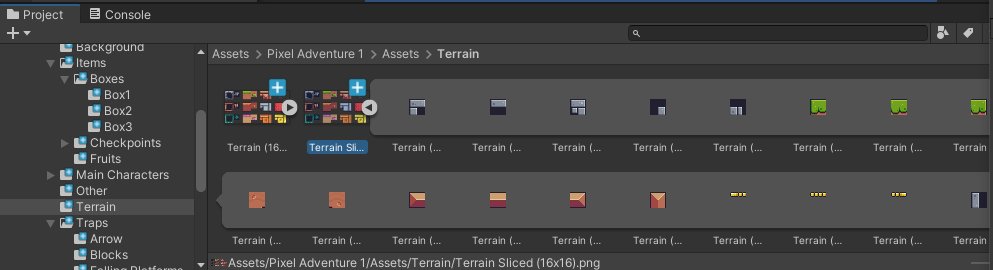 Project Console
Assets > Pixel Adventure 1 > Assets > Terrain
Background
Items
Boxes
Box1
Box2
Box3
Checkpoints
Fruits
Main Characters
Other
Terrain
Traps
Arrow
Blocks
Falling Platforms
Terrain (16... Terrain Sli... Terrain (... Terrain (... Terrain (... Terrain (... Terrain (... Terrain (... Terrain (... Terrain (...
Terrain (... Terrain (... Terrain (... Terrain (... Terrain (... Terrain (... Terrain (... Terrain (... Terrain (... Terrain (...
Assets/Pixel Adventure 1/Assets/Terrain/Terrain Sliced (16x16).png